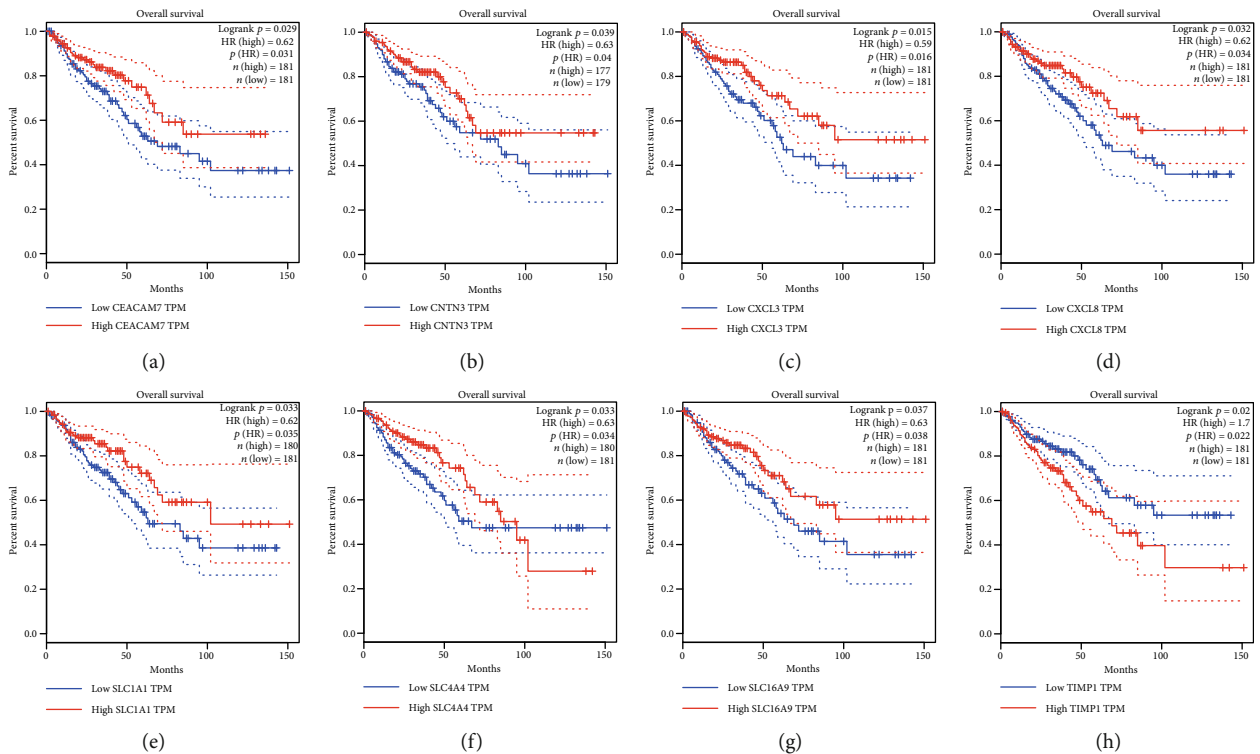 Overall survival
Logrank p = 0.029
HR (high) = 0.62
p (HR) = 0.031
n (high) = 181
n (low) = 181
Percent survival
1.0
0.8
0.6
0.4
0.2
0.0
0 50 100 150
Months
Low CEACAM7 TPM
High CEACAM7 TPM
(a)
Overall survival
Logrank p = 0.039
HR (high) = 0.63
p (HR) = 0.04
n (high) = 177
n (low) = 179
Percent survival
1.0
0.8
0.6
0.4
0.2
0.0
0 50 100 150
Months
Low CNTN3 TPM
High CNTN3 TPM
(b)
Overall survival
Logrank p = 0.015
HR (high) = 0.59
p (HR) = 0.016
n (high) = 181
n (low) = 181
Percent survival
1.0
0.8
0.6
0.4
0.2
0.0
0 50 100 150
Months
Low CXCL3 TPM
High CXCL3 TPM
(c)
Overall survival
Logrank p = 0.032
HR (high) = 0.62
p (HR) = 0.034
n (high) = 181
n (low) = 181
Percent survival
1.0
0.8
0.6
0.4
0.2
0.0
0 50 100 150
Months
Low CXCL8 TPM
High CXCL8 TPM
(d)
Overall survival
Logrank p = 0.033
HR (high) = 0.62
p (HR) = 0.035
n (high) = 180
n (low) = 181
Percent survival
1.0
0.8
0.6
0.4
0.2
0.0
0 50 100 150
Months
Low SLC1A1 TPM
High SLC1A1 TPM
(e)
Overall survival
Logrank p = 0.033
HR (high) = 0.63
p (HR) = 0.034
n (high) = 180
n (low) = 181
Percent survival
1.0
0.8
0.6
0.4
0.2
0.0
0 50 100 150
Months
Low SLC4A4 TPM
High SLC4A4 TPM
(f)
Overall survival
Logrank p = 0.037
HR (high) = 0.63
p (HR) = 0.038
n (high) = 181
n (low) = 181
Percent survival
1.0
0.8
0.6
0.4
0.2
0.0
0 50 100 150
Months
Low SLC16A9 TPM
High SLC16A9 TPM
(g)
Overall survival
Logrank p = 0.02
HR (high) = 1.7
p (HR) = 0.022
n (high) = 181
n (low) = 181
Percent survival
1.0
0.8
0.6
0.4
0.2
0.0
0 50 100 150
Months
Low TIMP1 TPM
High TIMP1 TPM
(h)